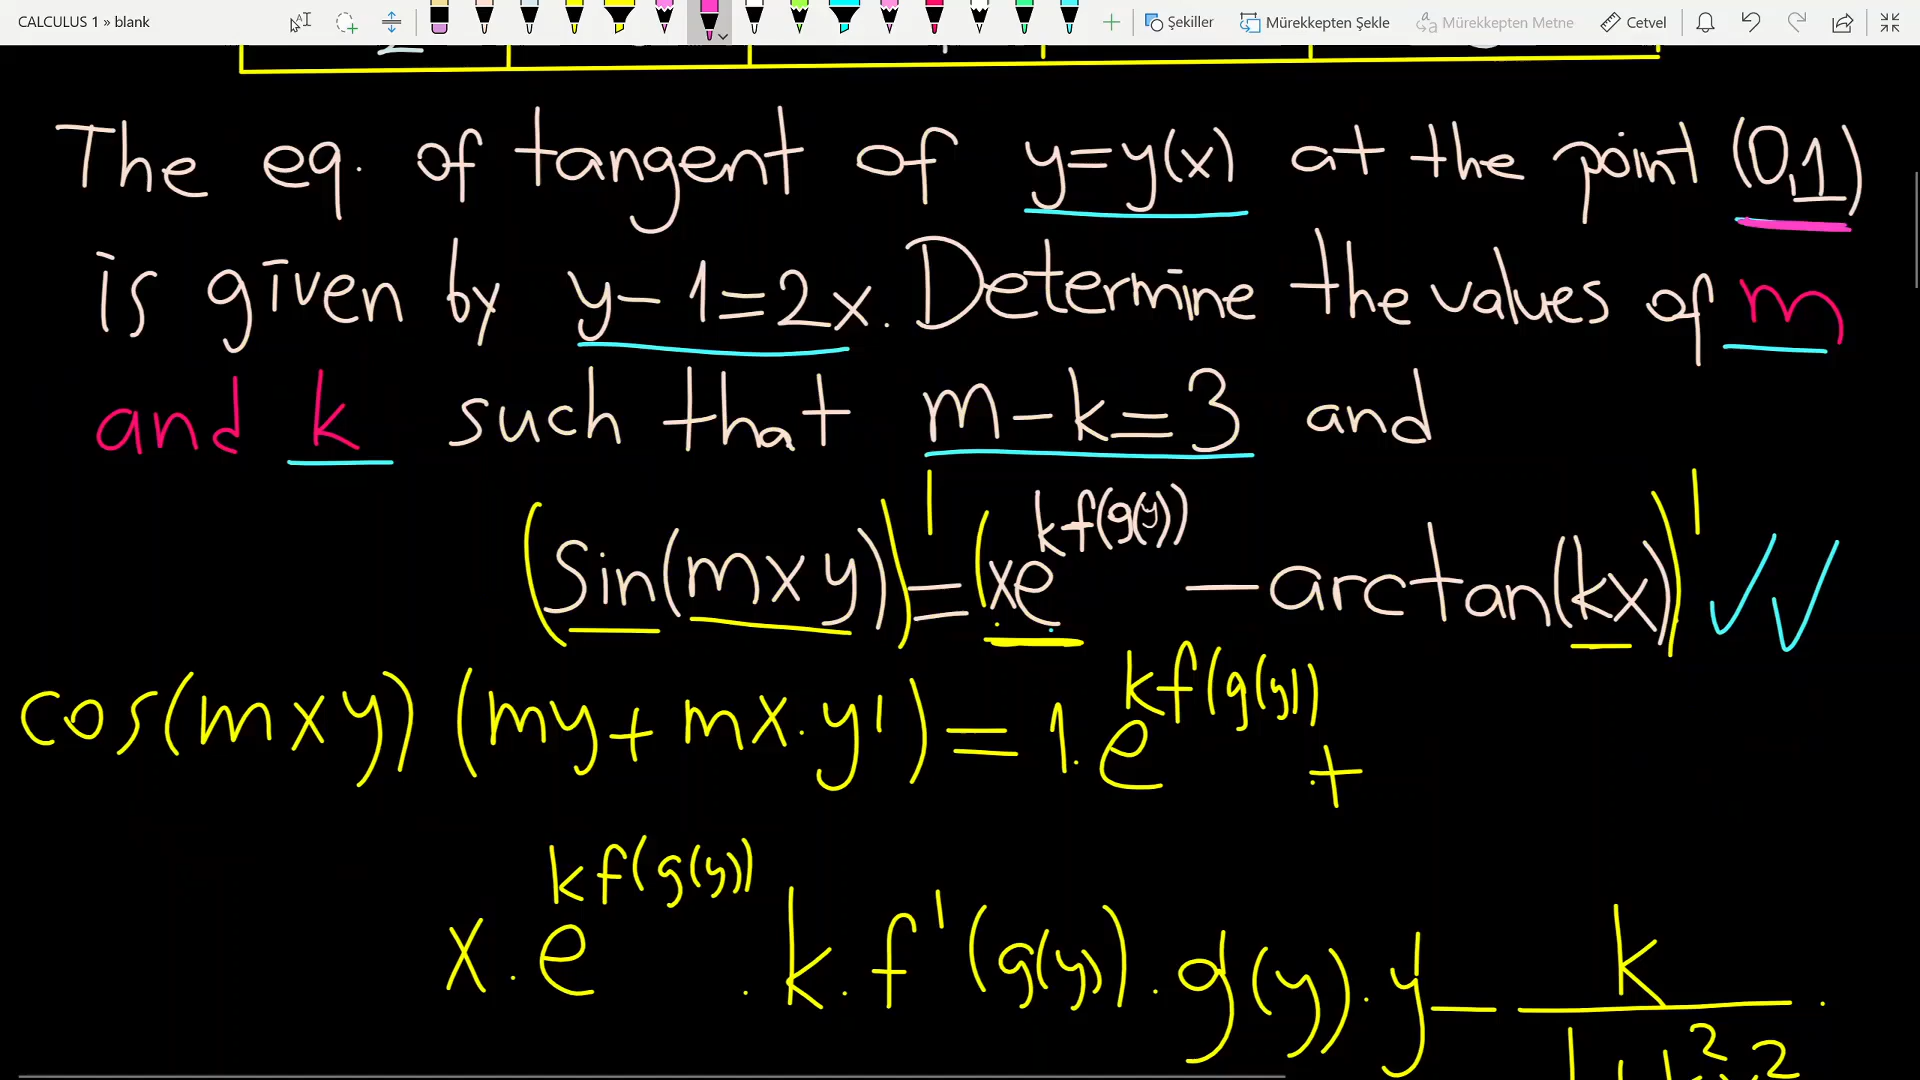 CALCULUS 1 » blank
Şekiller
Mürekkepten Şekle
Mürekkepten Metne
Cetvel
The eq. of tangent of y=y(x) at the point (0,1)
is given by y-1=2x. Determine the values of m
and k such that m-k=3 and
(Sin(mxy))' = (xe^{kf(g(y))} - arctan(kx))'
cos(mxy)(my+mx.y') = 1.e^{kf(g(y))} +
x.e^{kf(g(y))} . k.f'(g(y)).g'(y).y' - k .